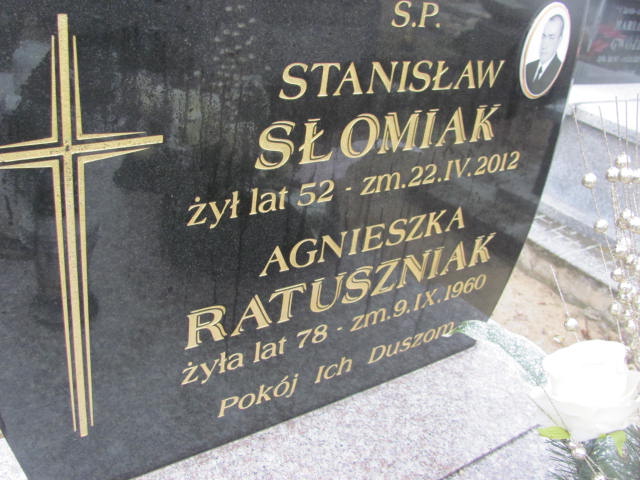 Ś.P.
STANISŁAW
SŁOMIAK
żył lat 52 - zm. 22.IV.2012
AGNIESZKA
RATUSZNIAK
żyła lat 78 - zm. 9.IX.1960
Pokój Ich Duszom